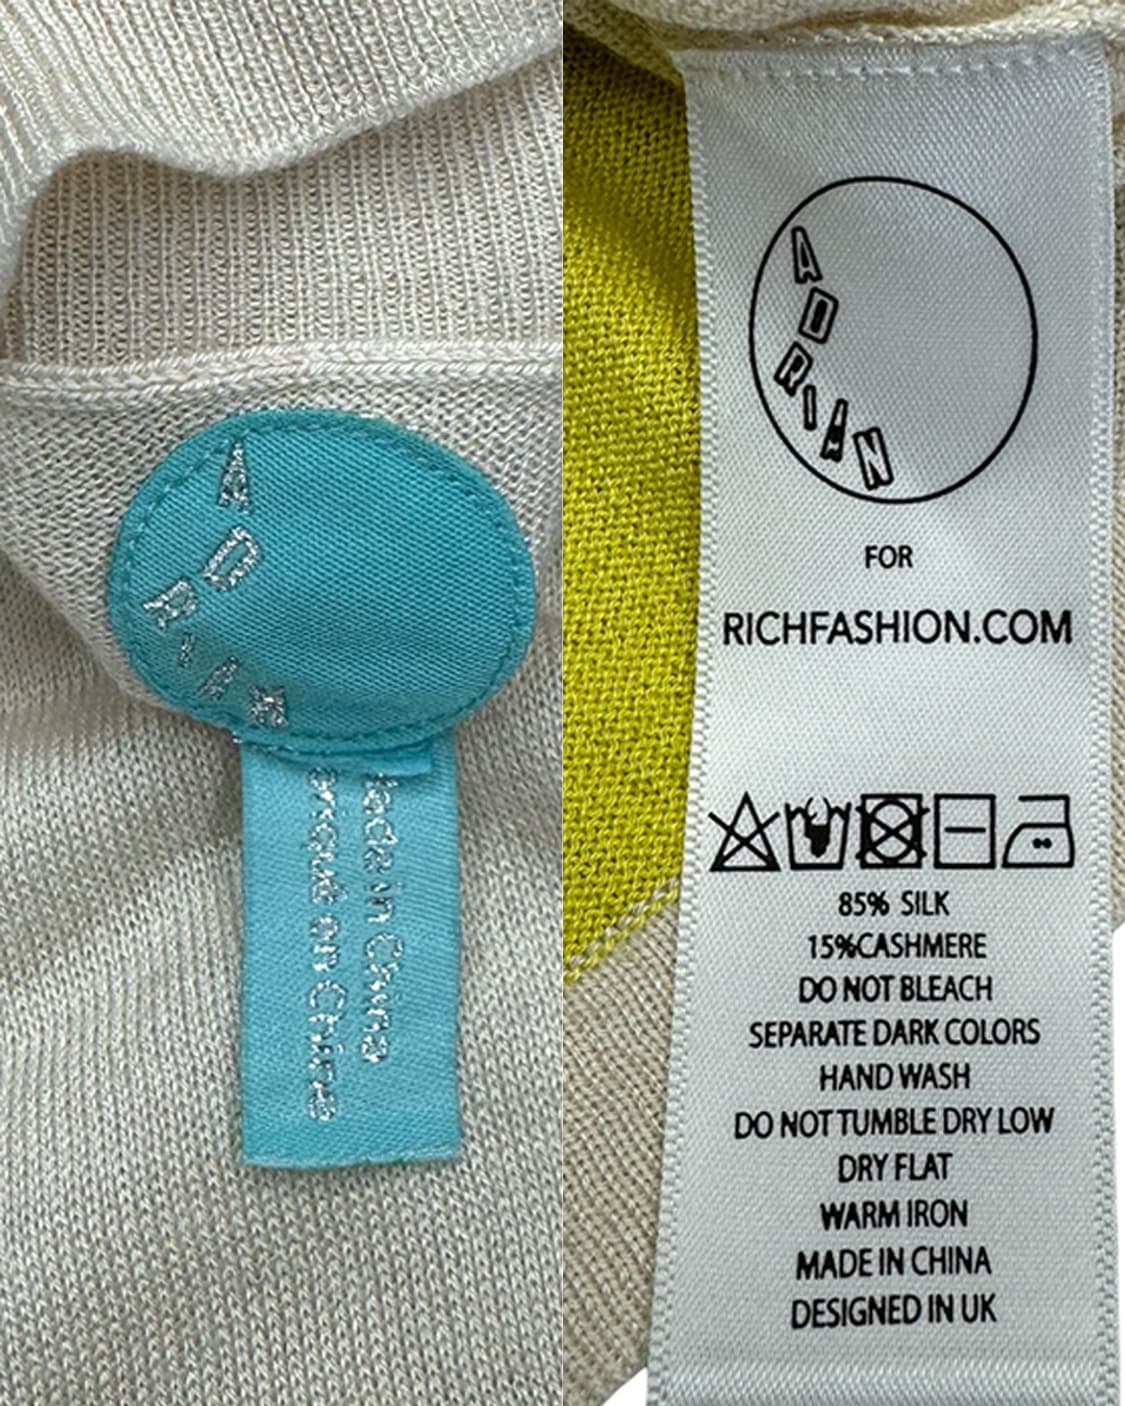 ADRIAN
Made in China
en Chine
ADRIAN
FOR
RICHFASHION.COM
85% SILK
15%CASHMERE
DO NOT BLEACH
SEPARATE DARK COLORS
HAND WASH
DO NOT TUMBLE DRY LOW
DRY FLAT
WARM IRON
MADE IN CHINA
DESIGNED IN UK